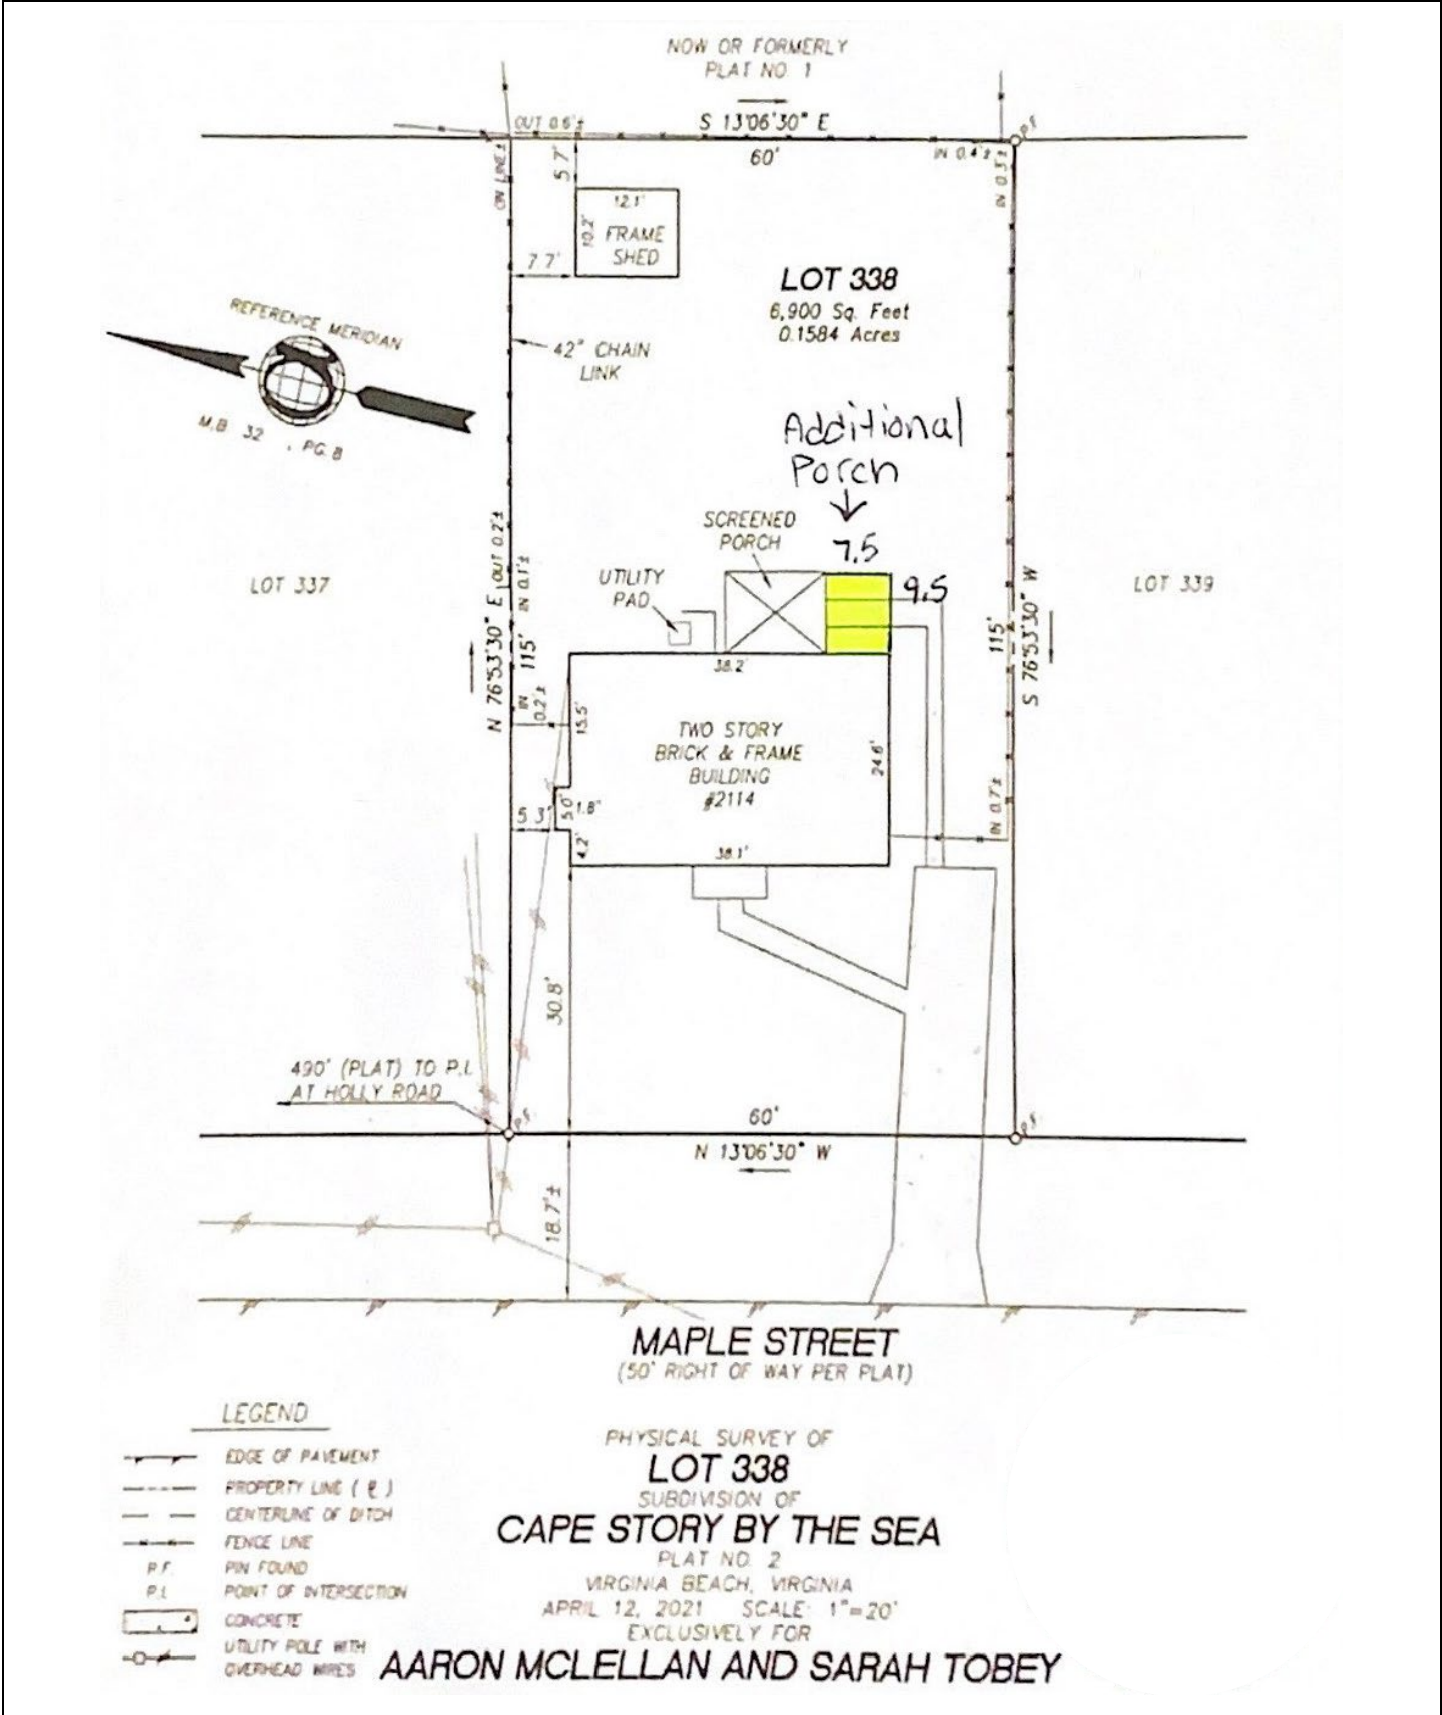 NOW OR FORMERLY
PLAT NO. 1
S 13°06'30" E
60'
OUT 0.6'±
IN 0.4'±
IN 0.5'±
P.F.
ON LINE±
5.7'
12.1'
10.2'
FRAME
SHED
7.7'
LOT 338
6,900 Sq. Feet
0.1584 Acres
REFERENCE MERIDIAN
M.B 32 , PG. 8
42" CHAIN
LINK
Additional
Porch
7.5
9.5
SCREENED
PORCH
UTILITY
PAD
LOT 337
LOT 339
N 76°53'30" E
115'
OUT 0.2'±
IN 0.1'±
IN
0.2'±
S 76°53'30" W
115'
IN 0.7'±
38.2'
15.5'
TWO STORY
BRICK & FRAME
BUILDING
#2114
24.6'
5.3'
5.0'
1.8'
4.2'
38.1'
30.8'
490' (PLAT) TO P.I.
AT HOLLY ROAD
P.F.
60'
P.F.
N 13°06'30" W
18.7'±
MAPLE STREET
(50' RIGHT OF WAY PER PLAT)
LEGEND
EDGE OF PAVEMENT
PROPERTY LINE ( ℄ )
CENTERLINE OF DITCH
FENCE LINE
P.F. PIN FOUND
P.I. POINT OF INTERSECTION
CONCRETE
UTILITY POLE WITH
OVERHEAD WIRES
PHYSICAL SURVEY OF
LOT 338
SUBDIVISION OF
CAPE STORY BY THE SEA
PLAT NO. 2
VIRGINIA BEACH, VIRGINIA
APRIL 12, 2021 SCALE: 1"=20'
EXCLUSIVELY FOR
AARON MCLELLAN AND SARAH TOBEY